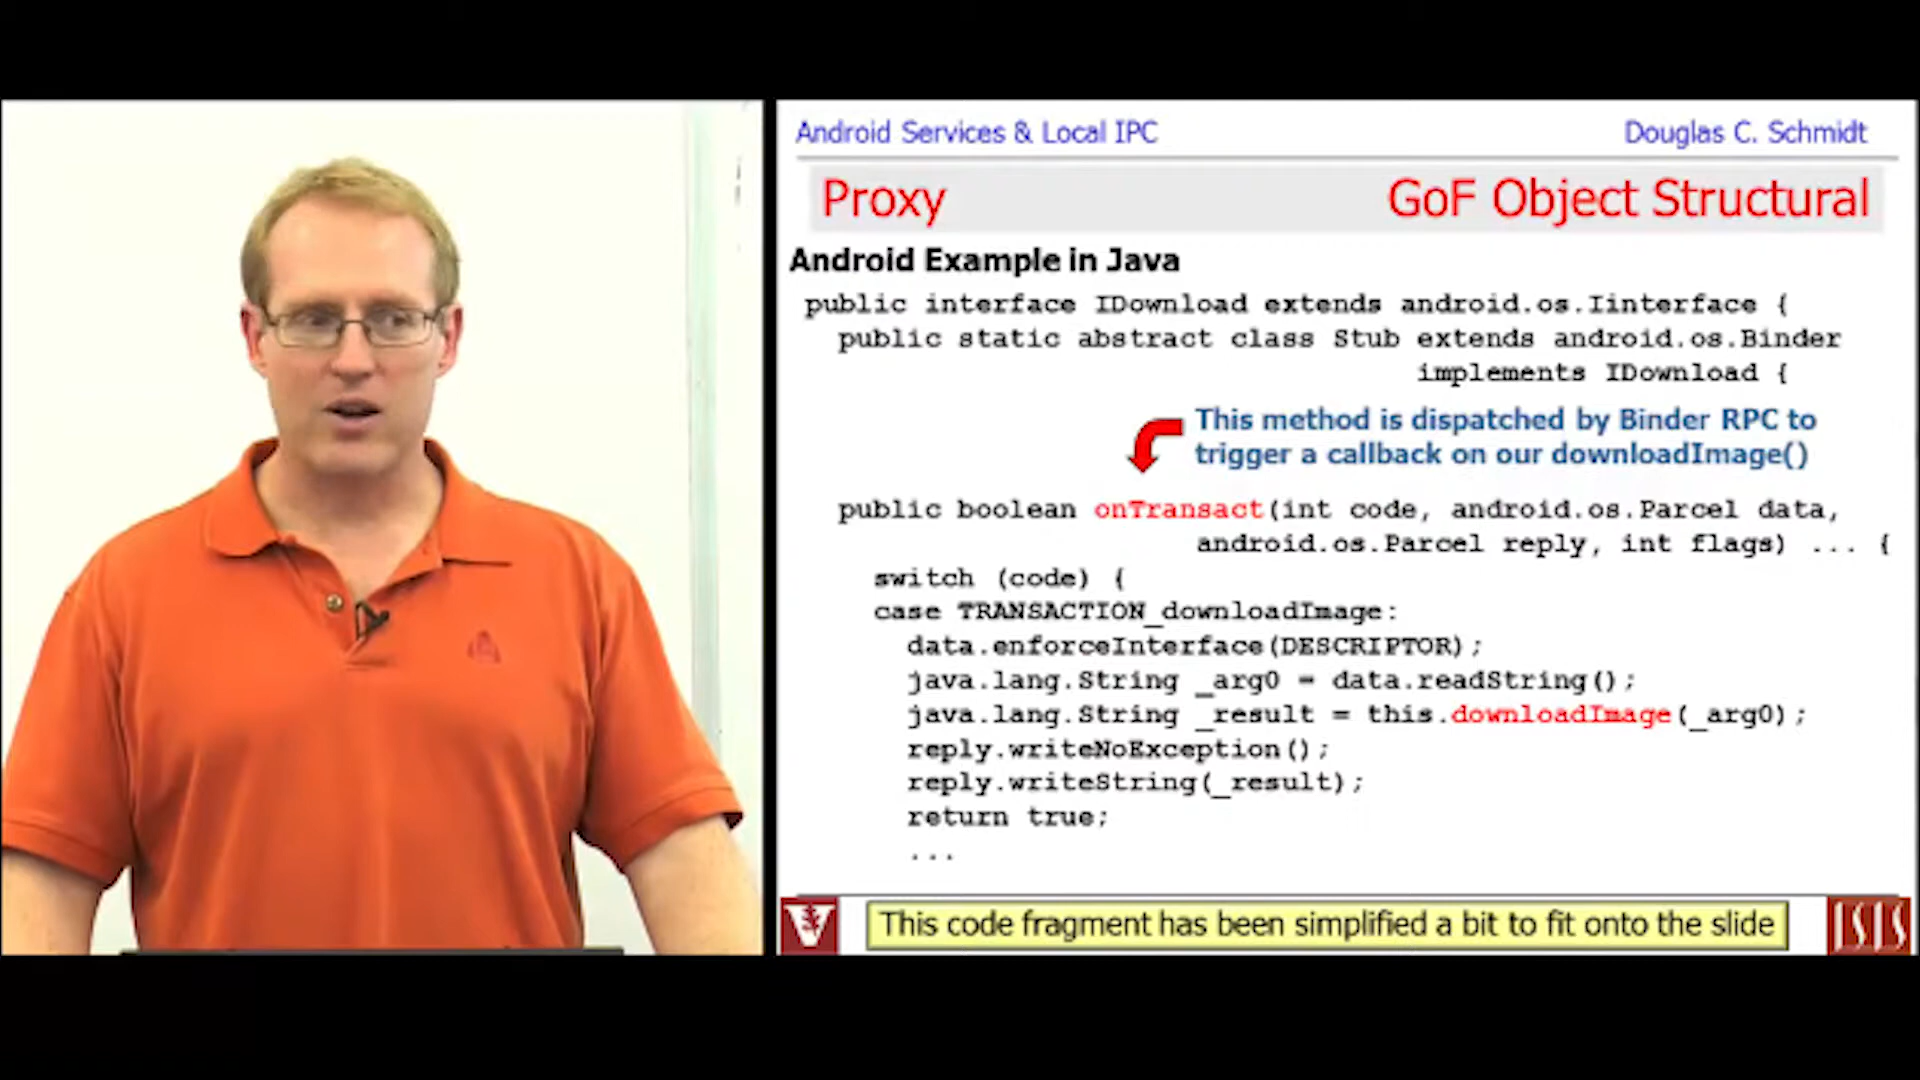 Android Services & Local IPC
Douglas C. Schmidt
Proxy
GoF Object Structural
Android Example in Java
public interface IDownload extends android.os.Iinterface {
public static abstract class Stub extends android.os.Binder
implements IDownload {
This method is dispatched by Binder RPC to
trigger a callback on our downloadImage()
public boolean onTransact(int code, android.os.Parcel data,
android.os.Parcel reply, int flags) ... {
switch (code) {
case TRANSACTION_downloadImage:
data.enforceInterface(DESCRIPTOR);
java.lang.String _arg0 = data.readString();
java.lang.String _result = this.downloadImage(_arg0);
reply.writeNoException();
reply.writeString(_result);
return true;
...
V
This code fragment has been simplified a bit to fit onto the slide
ISIS